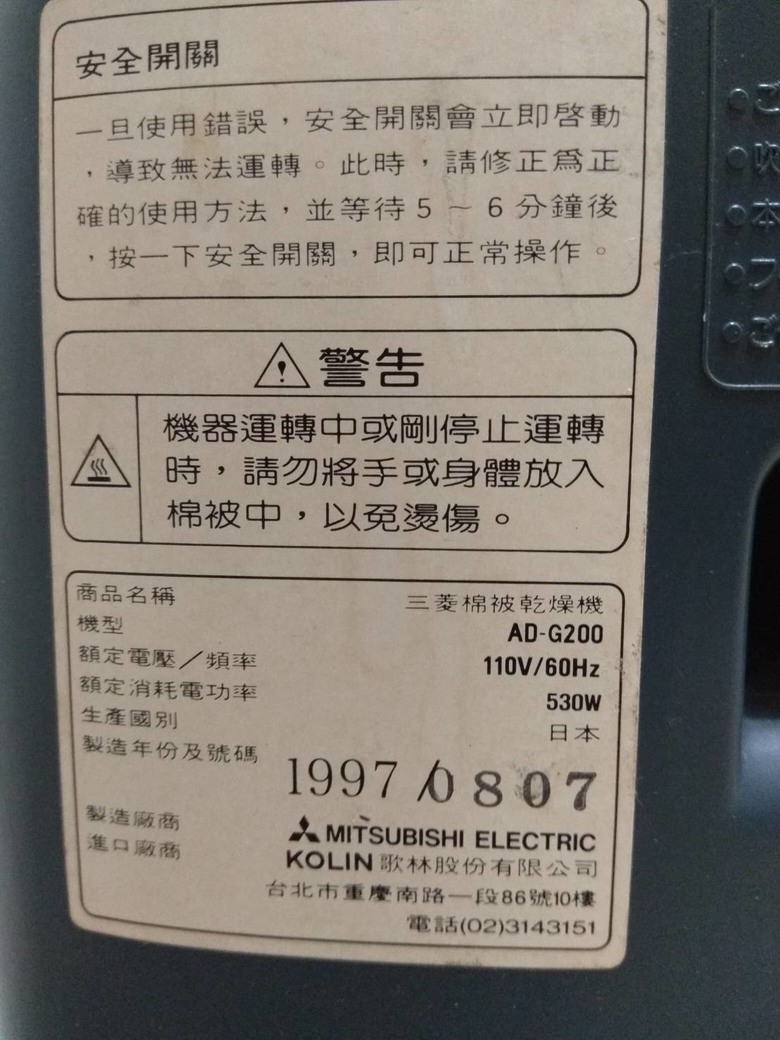 安全開關
一旦使用錯誤，安全開關會立即啓動
，導致無法運轉。此時，請修正爲正
確的使用方法，並等待5～6分鐘後
，按一下安全開關，即可正常操作。
警告
機器運轉中或剛停止運轉
時，請勿將手或身體放入
棉被中，以免燙傷。
商品名稱 三菱棉被乾燥機
機型 AD-G200
額定電壓／頻率 110V/60Hz
額定消耗電功率 530W
生產國別 日本
製造年份及號碼 1997/0807
製造廠商 MITSUBISHI ELECTRIC
進口廠商 KOLIN歌林股份有限公司
台北市重慶南路一段86號10樓
電話(02)3143151